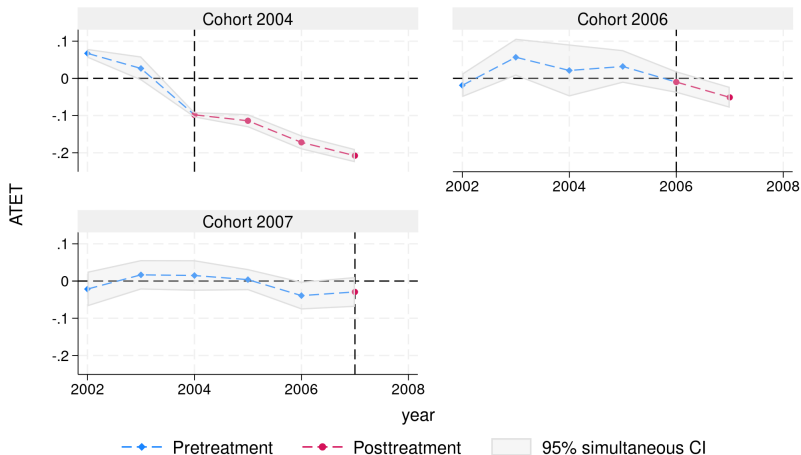 Cohort 2004
Cohort 2006
.1
0
-.1
-.2
2002 2004 2006 2008
ATET
Cohort 2007
.1
0
-.1
-.2
2002 2004 2006 2008
year
Pretreatment Posttreatment 95% simultaneous CI